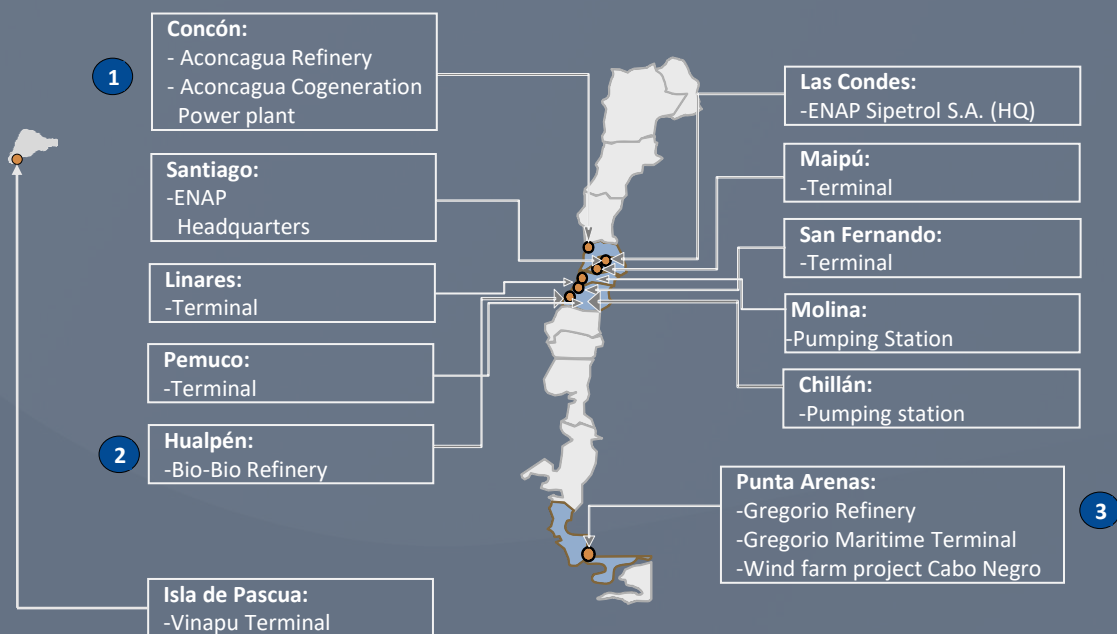 1
Concón:
- Aconcagua Refinery
- Aconcagua Cogeneration
Power plant
Santiago:
-ENAP
Headquarters
Linares:
-Terminal
Pemuco:
-Terminal
2
Hualpén:
-Bio-Bio Refinery
Isla de Pascua:
-Vinapu Terminal
Las Condes:
-ENAP Sipetrol S.A. (HQ)
Maipú:
-Terminal
San Fernando:
-Terminal
Molina:
-Pumping Station
Chillán:
-Pumping station
Punta Arenas:
-Gregorio Refinery
-Gregorio Maritime Terminal
-Wind farm project Cabo Negro
3